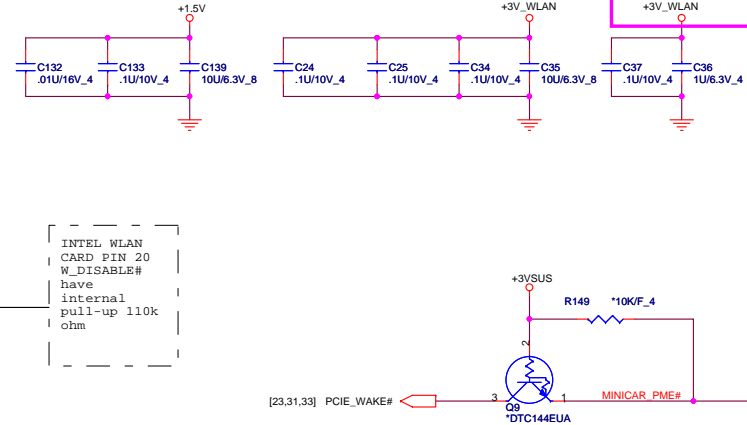 +1.5V
+3V_WLAN
+3V_WLAN
C132
.01U/16V_4
C133
.1U/10V_4
C139
10U/6.3V_8
C24
.1U/10V_4
C25
.1U/10V_4
C34
.1U/10V_4
C35
10U/6.3V_8
C37
.1U/10V_4
C36
1U/6.3V_4
INTEL WLAN
CARD PIN 20
W_DISABLE#
have
internal
pull-up 110k
ohm
+3VSUS
R149 *10K/F_4
2
[23,31,33] PCIE_WAKE#
3
1
MINICAR_PME#
Q9
*DTC144EUA